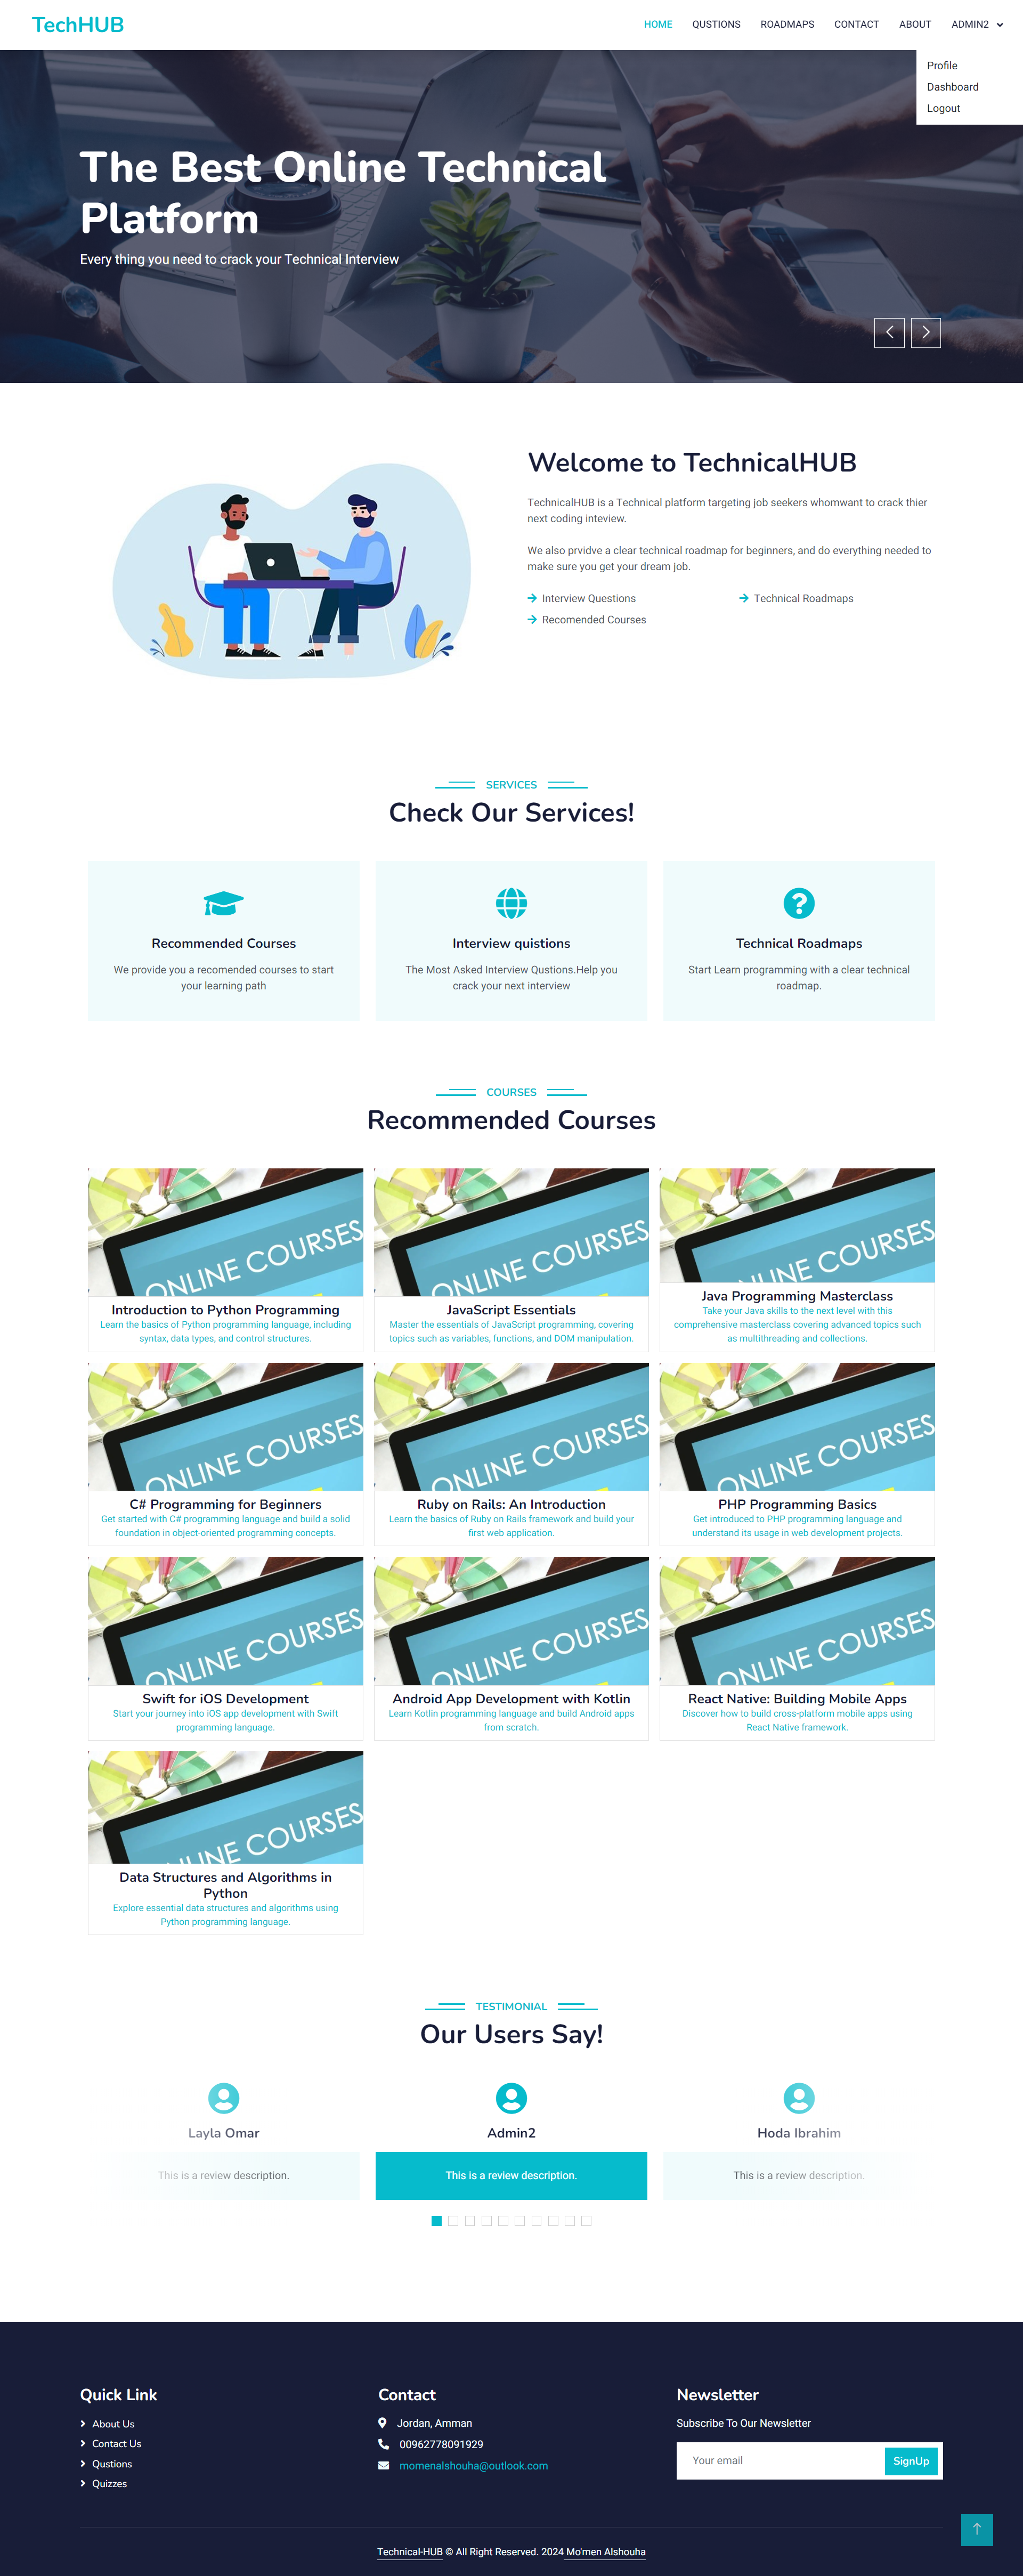 TechHUB
HOME QUSTIONS ROADMAPS CONTACT ABOUT ADMIN2
Profile
Dashboard
Logout
The Best Online Technical
Platform
Every thing you need to crack your Technical Interview
Welcome to TechnicalHUB
TechnicalHUB is a Technical platform targeting job seekers whomwant to crack thier
next coding inteview.
We also prvidve a clear technical roadmap for beginners, and do everything needed to
make sure you get your dream job.
Interview Questions
Technical Roadmaps
Recomended Courses
SERVICES
Check Our Services!
Recommended Courses
We provide you a recomended courses to start
your learning path
Interview quistions
The Most Asked Interview Qustions.Help you
crack your next interview
Technical Roadmaps
Start Learn programming with a clear technical
roadmap.
COURSES
Recommended Courses
ONLINE COURSES
Introduction to Python Programming
Learn the basics of Python programming language, including
syntax, data types, and control structures.
ONLINE COURSES
JavaScript Essentials
Master the essentials of JavaScript programming, covering
topics such as variables, functions, and DOM manipulation.
ONLINE COURSES
Java Programming Masterclass
Take your Java skills to the next level with this
comprehensive masterclass covering advanced topics such
as multithreading and collections.
ONLINE COURSES
C# Programming for Beginners
Get started with C# programming language and build a solid
foundation in object-oriented programming concepts.
ONLINE COURSES
Ruby on Rails: An Introduction
Learn the basics of Ruby on Rails framework and build your
first web application.
ONLINE COURSES
PHP Programming Basics
Get introduced to PHP programming language and
understand its usage in web development projects.
ONLINE COURSES
Swift for iOS Development
Start your journey into iOS app development with Swift
programming language.
ONLINE COURSES
Android App Development with Kotlin
Learn Kotlin programming language and build Android apps
from scratch.
ONLINE COURSES
React Native: Building Mobile Apps
Discover how to build cross-platform mobile apps using
React Native framework.
ONLINE COURSES
Data Structures and Algorithms in
Python
Explore essential data structures and algorithms using
Python programming language.
TESTIMONIAL
Our Users Say!
Layla Omar
This is a review description.
Admin2
This is a review description.
Hoda Ibrahim
This is a review description.
Quick Link
About Us
Contact Us
Qustions
Quizzes
Contact
Jordan, Amman
00962778091929
momenalshouha@outlook.com
Newsletter
Subscribe To Our Newsletter
Your email
SignUp
Technical-HUB © All Right Reserved. 2024 Mo'men Alshouha